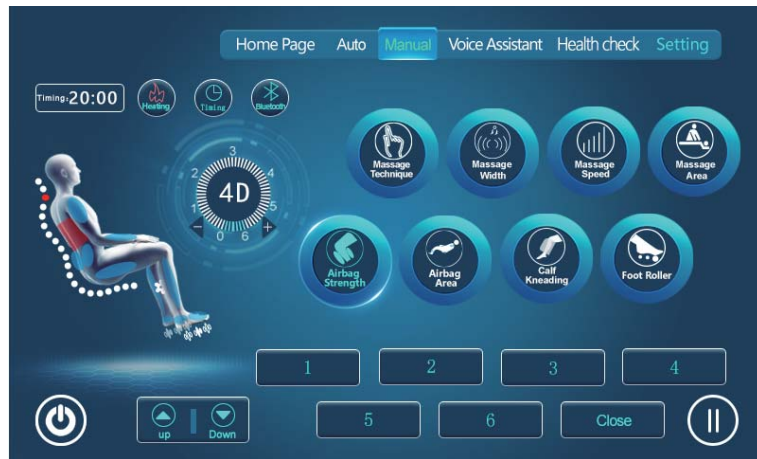 Home Page Auto Manual Voice Assistant Health check Setting
Timing:20:00
Heating
Timing
Bluetooth
3
2 4
4D
1 5
- 0 6 +
Massage
Technique
Massage
Width
Massage
Speed
Massage
Area
Airbag
Strength
Airbag
Area
Calf
Kneading
Foot Roller
1 2 3 4
up Down
5 6 Close